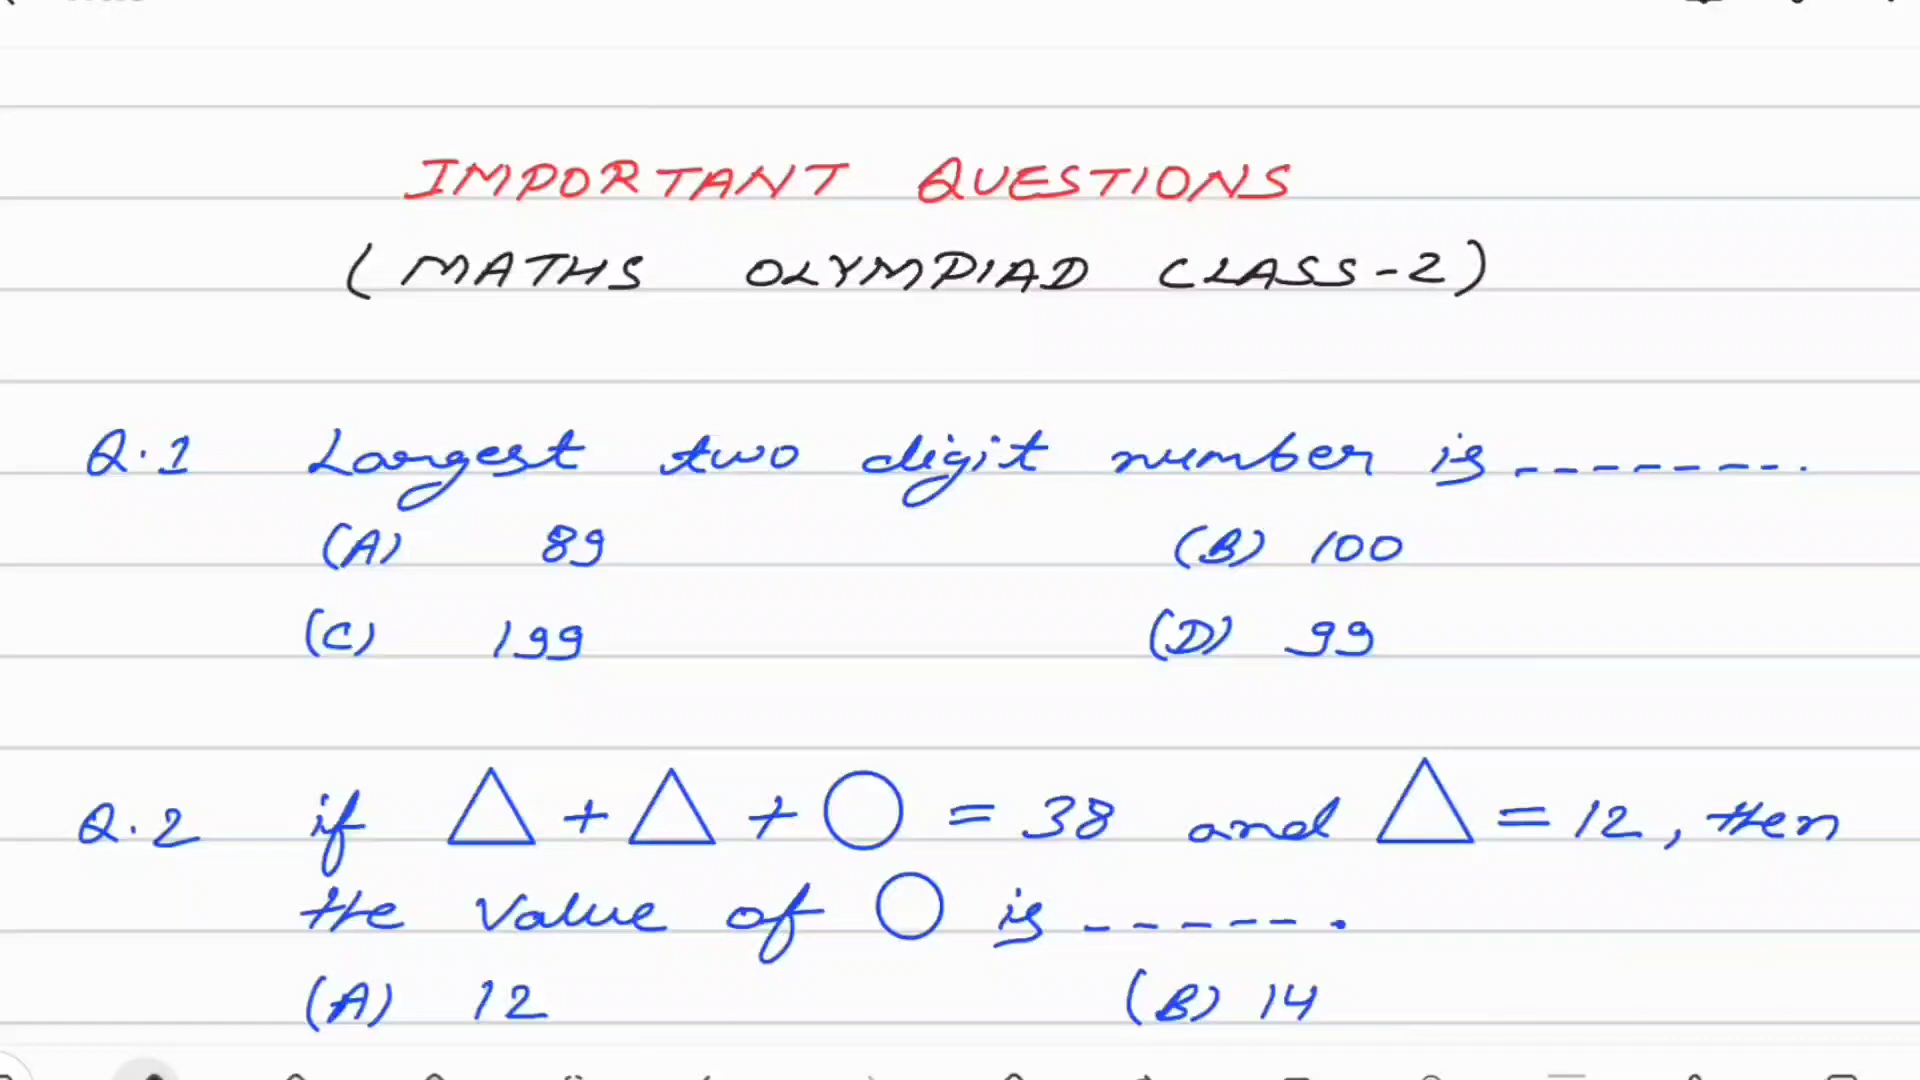 IMPORTANT QUESTIONS
(MATHS OLYMPIAD CLASS-2)
Q.1 Largest two digit number is --------.
(A) 89 (B) 100
(C) 199 (D) 99
Q.2 if △ + △ + ○ = 38 and △ = 12, then
the value of ○ is ------.
(A) 12 (B) 14